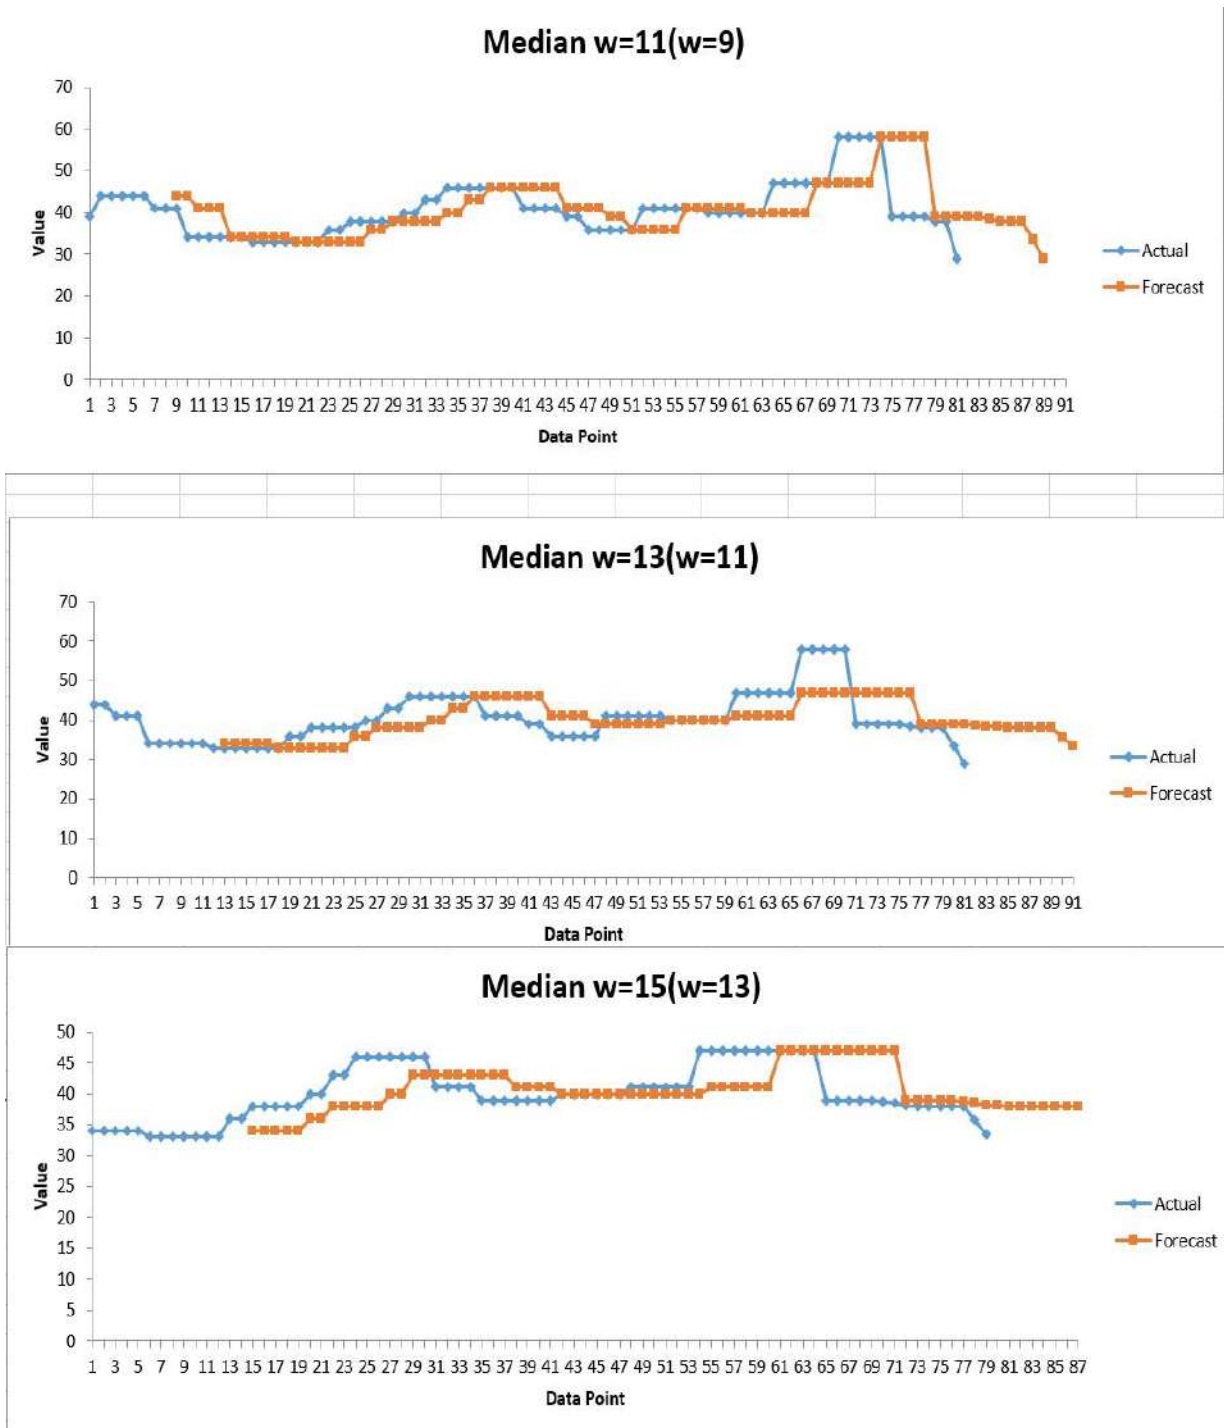 Median w=11(w=9)
70
60
50
40
30
20
10
0
Value
1 3 5 7 9 11 13 15 17 19 21 23 25 27 29 31 33 35 37 39 41 43 45 47 49 51 53 55 57 59 61 63 65 67 69 71 73 75 77 79 81 83 85 87 89 91
Data Point
Actual
Forecast
Median w=13(w=11)
70
60
50
40
30
20
10
0
Value
1 3 5 7 9 11 13 15 17 19 21 23 25 27 29 31 33 35 37 39 41 43 45 47 49 51 53 55 57 59 61 63 65 67 69 71 73 75 77 79 81 83 85 87 89 91
Data Point
Actual
Forecast
Median w=15(w=13)
50
45
40
35
30
25
20
15
10
5
0
Value
1 3 5 7 9 11 13 15 17 19 21 23 25 27 29 31 33 35 37 39 41 43 45 47 49 51 53 55 57 59 61 63 65 67 69 71 73 75 77 79 81 83 85 87
Data Point
Actual
Forecast